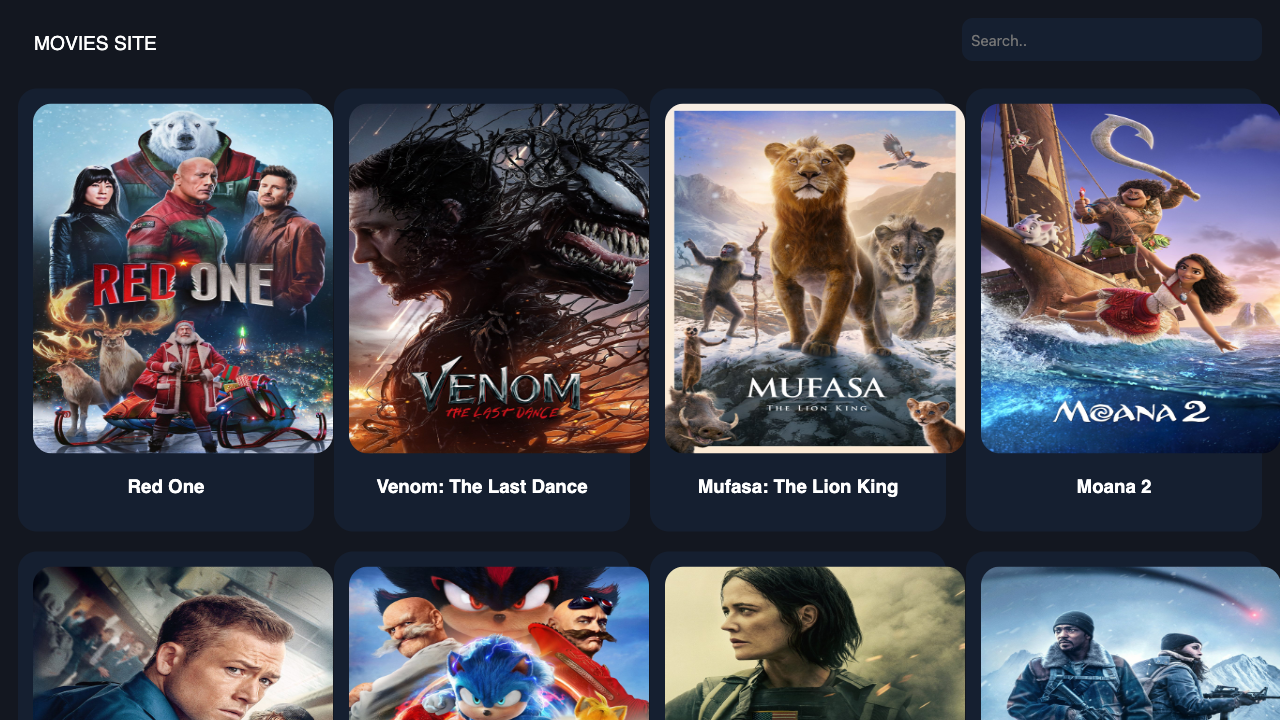 MOVIES SITE
Search..
RED ONE
VENOM
THE LAST DANCE
MUFASA
THE LION KING
MOANA 2
Red One
Venom: The Last Dance
Mufasa: The Lion King
Moana 2